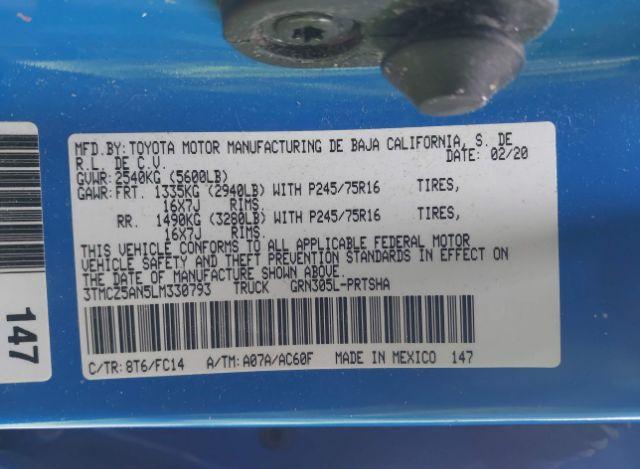 MFD.BY: TOYOTA MOTOR MANUFACTURING DE BAJA CALIFORNIA, S. DE
R.L. DE C.V. DATE: 02/20
GVWR: 2540KG (5600LB)
GAWR: FRT. 1335KG (2940LB) WITH P245/75R16 TIRES,
16X7J RIMS.
RR. 1490KG (3280LB) WITH P245/75R16 TIRES,
16X7J RIMS.
THIS VEHICLE CONFORMS TO ALL APPLICABLE FEDERAL MOTOR
VEHICLE SAFETY AND THEFT PREVENTION STANDARDS IN EFFECT ON
THE DATE OF MANUFACTURE SHOWN ABOVE.
3TMCZ5AN5LM330793 TRUCK GRN305L-PRTSHA
C/TR: 8T6/FC14 A/TM: A07A/AC60F MADE IN MEXICO 147
147